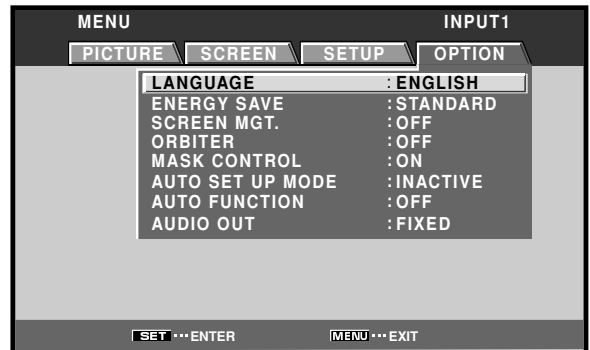 MENU INPUT1
PICTURE SCREEN SETUP OPTION
LANGUAGE :ENGLISH
ENERGY SAVE :STANDARD
SCREEN MGT. :OFF
ORBITER :OFF
MASK CONTROL :ON
AUTO SET UP MODE :INACTIVE
AUTO FUNCTION :OFF
AUDIO OUT :FIXED
SET ··· ENTER MENU ··· EXIT